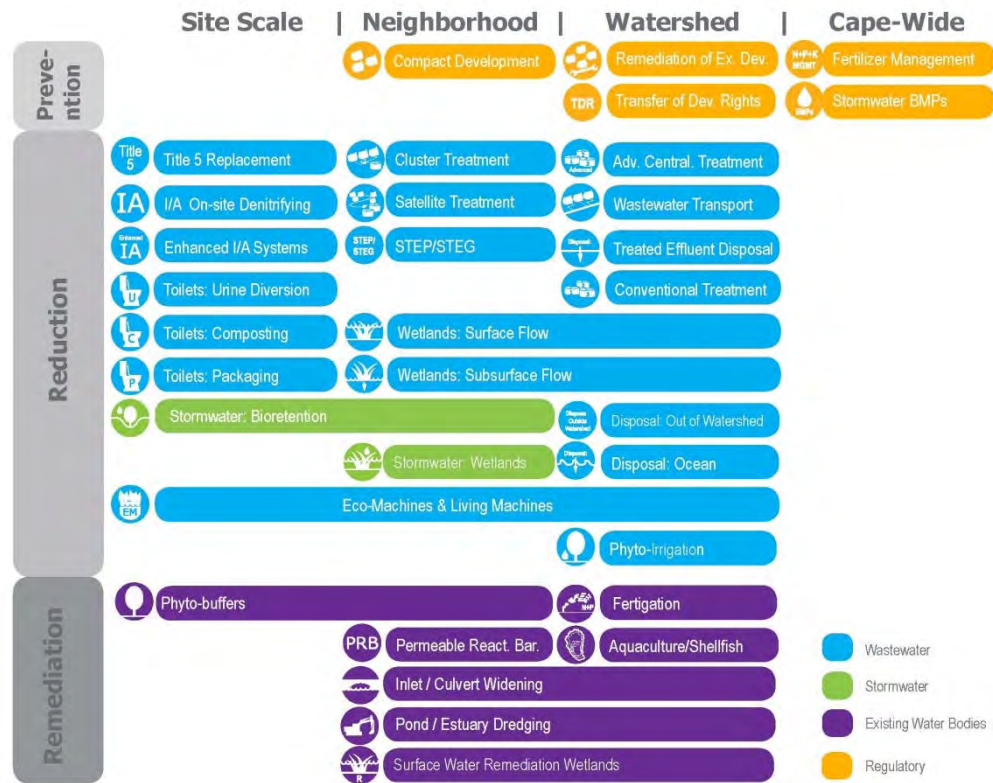 Site Scale | Neighborhood | Watershed | Cape-Wide
Preve-
ntion
Compact Development
Remediation of Ex. Dev.
N+P+K
MGMT
Fertilizer Management
TDR
Transfer of Dev. Rights
BMPs
Stormwater BMPs
Reduction
Title
5
Title 5 Replacement
Cluster Treatment
Advanced
Adv. Central. Treatment
IA
I/A On-site Denitrifying
Satellite Treatment
Wastewater Transport
Enhanced
IA
Enhanced I/A Systems
STEP/
STEG
STEP/STEG
Disposal
Treated Effluent Disposal
U
Toilets: Urine Diversion
Conventional Treatment
C
Toilets: Composting
Wetlands: Surface Flow
P
Toilets: Packaging
Wetlands: Subsurface Flow
Stormwater: Bioretention
Dispose
Outside
Watershed
Disposal: Out of Watershed
Stormwater: Wetlands
Disposal
Disposal: Ocean
EM
Eco-Machines & Living Machines
Phyto-Irrigation
Remediation
Phyto-buffers
N+P
Fertigation
PRB
Permeable React. Bar.
Aquaculture/Shellfish
Inlet / Culvert Widening
Pond / Estuary Dredging
R
Surface Water Remediation Wetlands
Wastewater
Stormwater
Existing Water Bodies
Regulatory